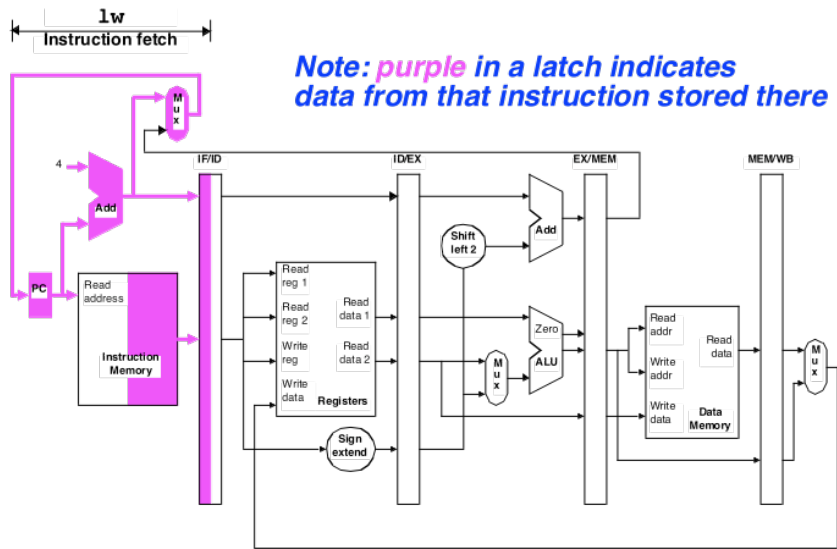 lw
Instruction fetch
Note: purple in a latch indicates
data from that instruction stored there
M
u
x
4
Add
IF/ID
ID/EX
EX/MEM
MEM/WB
Shift
left 2
Add
PC
Read
address
Instruction
Memory
Read
reg 1
Read
reg 2
Write
reg
Write
data
Read
data 1
Read
data 2
Registers
Sign
extend
M
u
x
Zero
ALU
Read
addr
Write
addr
Write
data
Read
data
Data
Memory
M
u
x